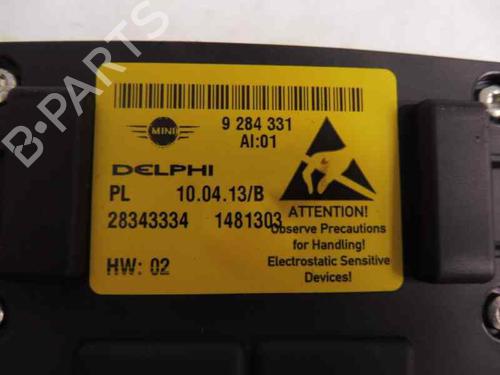 MINI
9 284 331
AI:01
DELPHI
PL 10.04.13/B
28343334 1481303
HW: 02
ATTENTION!
Observe Precautions
for Handling!
Electrostatic Sensitive
Devices!
B-PARTS